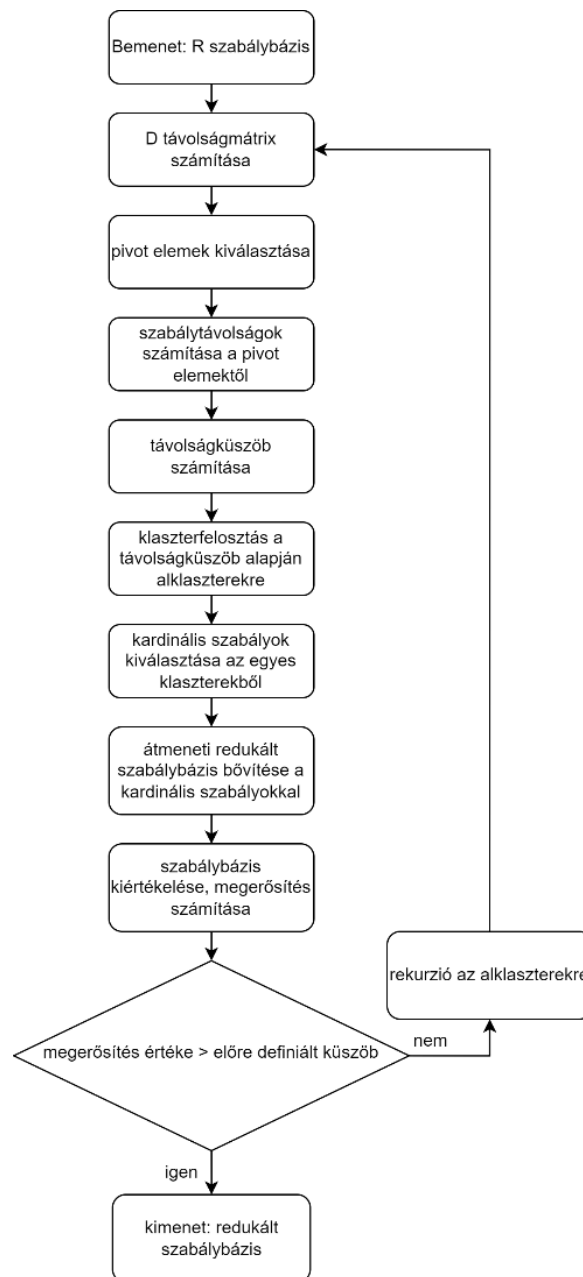 Bemenet: R szabálybázis
D távolságmátrix
számítása
pivot elemek kiválasztása
szabálytávolságok
számítása a pivot
elemektől
távolságküszöb
számítása
klaszterfelosztás a
távolságküszöb alapján
alklaszterekre
kardinális szabályok
kiválasztása az egyes
klaszterekből
átmeneti redukált
szabálybázis bővítése a
kardinális szabályokkal
szabálybázis
kiértékelése, megerősítés
számítása
rekurzió az alklaszterekre
megerősítés értéke > előre definiált küszöb
nem
igen
kimenet: redukált
szabálybázis